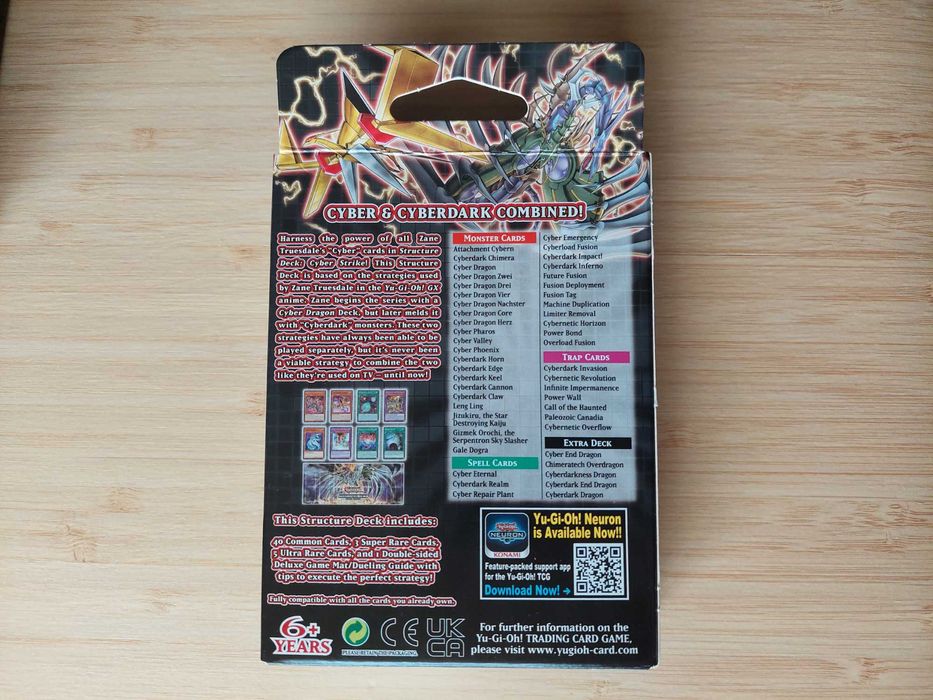 CYBER & CYBERDARK COMBINED!
Harness the power of all Zane
Truesdale's "Cyber" cards in Structure
Deck: Cyber Strike! This Structure
Deck is based on the strategies used
by Zane Truesdale in the Yu-Gi-Oh! GX
anime. Zane begins the series with a
Cyber Dragon Deck, but later melds it
with "Cyberdark" monsters. These two
strategies have always been able to be
played separately, but it's never been
a viable strategy to combine the two
like they're used on TV—until now!
MONSTER CARDS
Attachment Cybern
Cyberdark Chimera
Cyber Dragon
Cyber Dragon Zwei
Cyber Dragon Drei
Cyber Dragon Vier
Cyber Dragon Nachster
Cyber Dragon Core
Cyber Dragon Herz
Cyber Pharos
Cyber Valley
Cyber Phoenix
Cyberdark Horn
Cyberdark Edge
Cyberdark Keel
Cyberdark Cannon
Cyberdark Claw
Leng Ling
Jizukiru, the Star
Destroying Kaiju
Gizmek Orochi, the
Serpentron Sky Slasher
Gale Dogra
SPELL CARDS
Cyber Eternal
Cyberdark Realm
Cyber Repair Plant
Cyber Emergency
Cyberload Fusion
Cyberdark Impact!
Cyberdark Inferno
Future Fusion
Fusion Deployment
Fusion Tag
Machine Duplication
Limiter Removal
Cybernetic Horizon
Power Bond
Overload Fusion
TRAP CARDS
Cyberdark Invasion
Cybernetic Revolution
Infinite Impermanence
Power Wall
Call of the Haunted
Paleozoic Canadia
Cybernetic Overflow
EXTRA DECK
Cyber End Dragon
Chimeratech Overdragon
Cyberdarkness Dragon
Cyberdark End Dragon
Cyberdark Dragon
This Structure Deck includes:
40 Common Cards, 3 Super Rare Cards,
5 Ultra Rare Cards, and 1 Double-sided
Deluxe Game Mat/Dueling Guide with
tips to execute the perfect strategy!
Fully compatible with all the cards you already own.
NEURON
KONAMI
Yu-Gi-Oh! Neuron
is Available Now!!
Feature-packed support app
for the Yu-Gi-Oh! TCG
Download Now! →
6+
YEARS
PLEASE RETAIN THE PACKAGING
CE
UK
CA
For further information on the
Yu-Gi-Oh! TRADING CARD GAME,
please visit www.yugioh-card.com